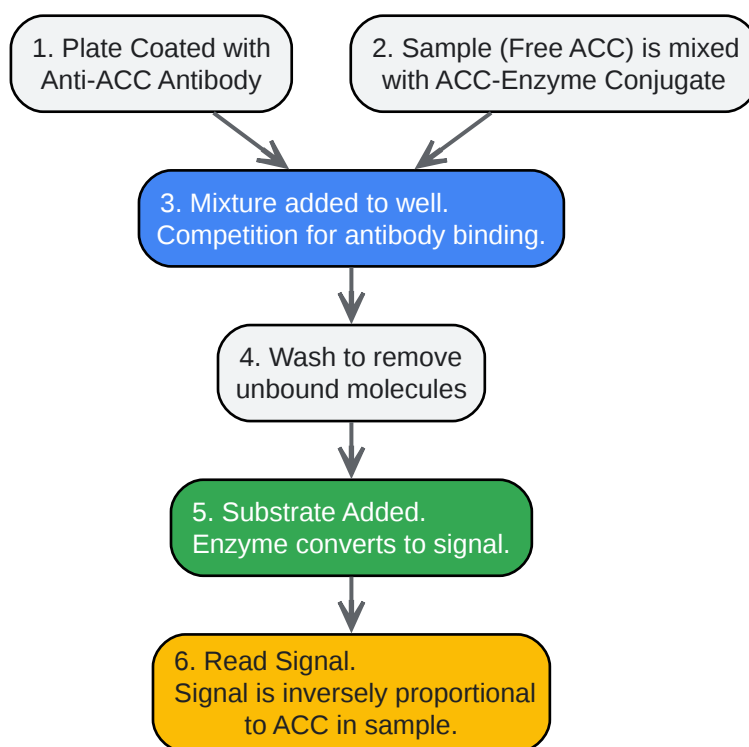 1. Plate Coated with
Anti-ACC Antibody
2. Sample (Free ACC) is mixed
with ACC-Enzyme Conjugate
3. Mixture added to well.
Competition for antibody binding.
4. Wash to remove
unbound molecules
5. Substrate Added.
Enzyme converts to signal.
6. Read Signal.
Signal is inversely proportional
to ACC in sample.